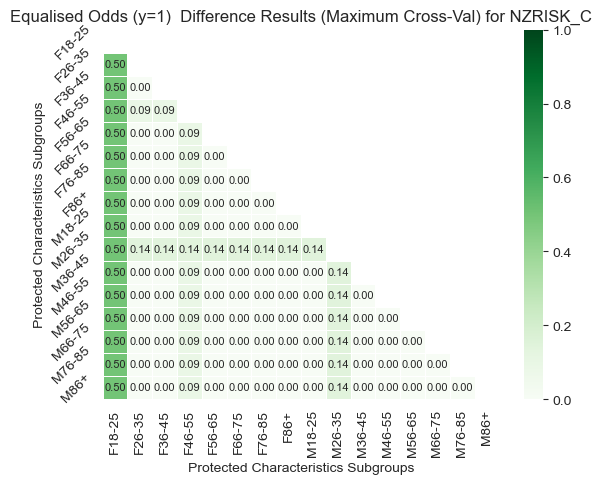 Equalised Odds (y=1)  Difference Results (Maximum Cross-Val) for NZRISK_C
Protected Characteristics Subgroups
F18-25
F26-35 0.50
F36-45 0.50 0.00
F46-55 0.50 0.09 0.09
F56-65 0.50 0.00 0.00 0.09
F66-75 0.50 0.00 0.00 0.09 0.00
F76-85 0.50 0.00 0.00 0.09 0.00 0.00
F86+ 0.50 0.00 0.00 0.09 0.00 0.00 0.00
M18-25 0.50 0.00 0.00 0.09 0.00 0.00 0.00 0.00
M26-35 0.50 0.14 0.14 0.14 0.14 0.14 0.14 0.14 0.14
M36-45 0.50 0.00 0.00 0.09 0.00 0.00 0.00 0.00 0.00 0.14
M46-55 0.50 0.00 0.00 0.09 0.00 0.00 0.00 0.00 0.00 0.14 0.00
M56-65 0.50 0.00 0.00 0.09 0.00 0.00 0.00 0.00 0.00 0.14 0.00 0.00
M66-75 0.50 0.00 0.00 0.09 0.00 0.00 0.00 0.00 0.00 0.14 0.00 0.00 0.00
M76-85 0.50 0.00 0.00 0.09 0.00 0.00 0.00 0.00 0.00 0.14 0.00 0.00 0.00 0.00
M86+ 0.50 0.00 0.00 0.09 0.00 0.00 0.00 0.00 0.00 0.14 0.00 0.00 0.00 0.00 0.00
F18-25 F26-35 F36-45 F46-55 F56-65 F66-75 F76-85 F86+ M18-25 M26-35 M36-45 M46-55 M56-65 M66-75 M76-85 M86+
Protected Characteristics Subgroups
1.0
0.8
0.6
0.4
0.2
0.0